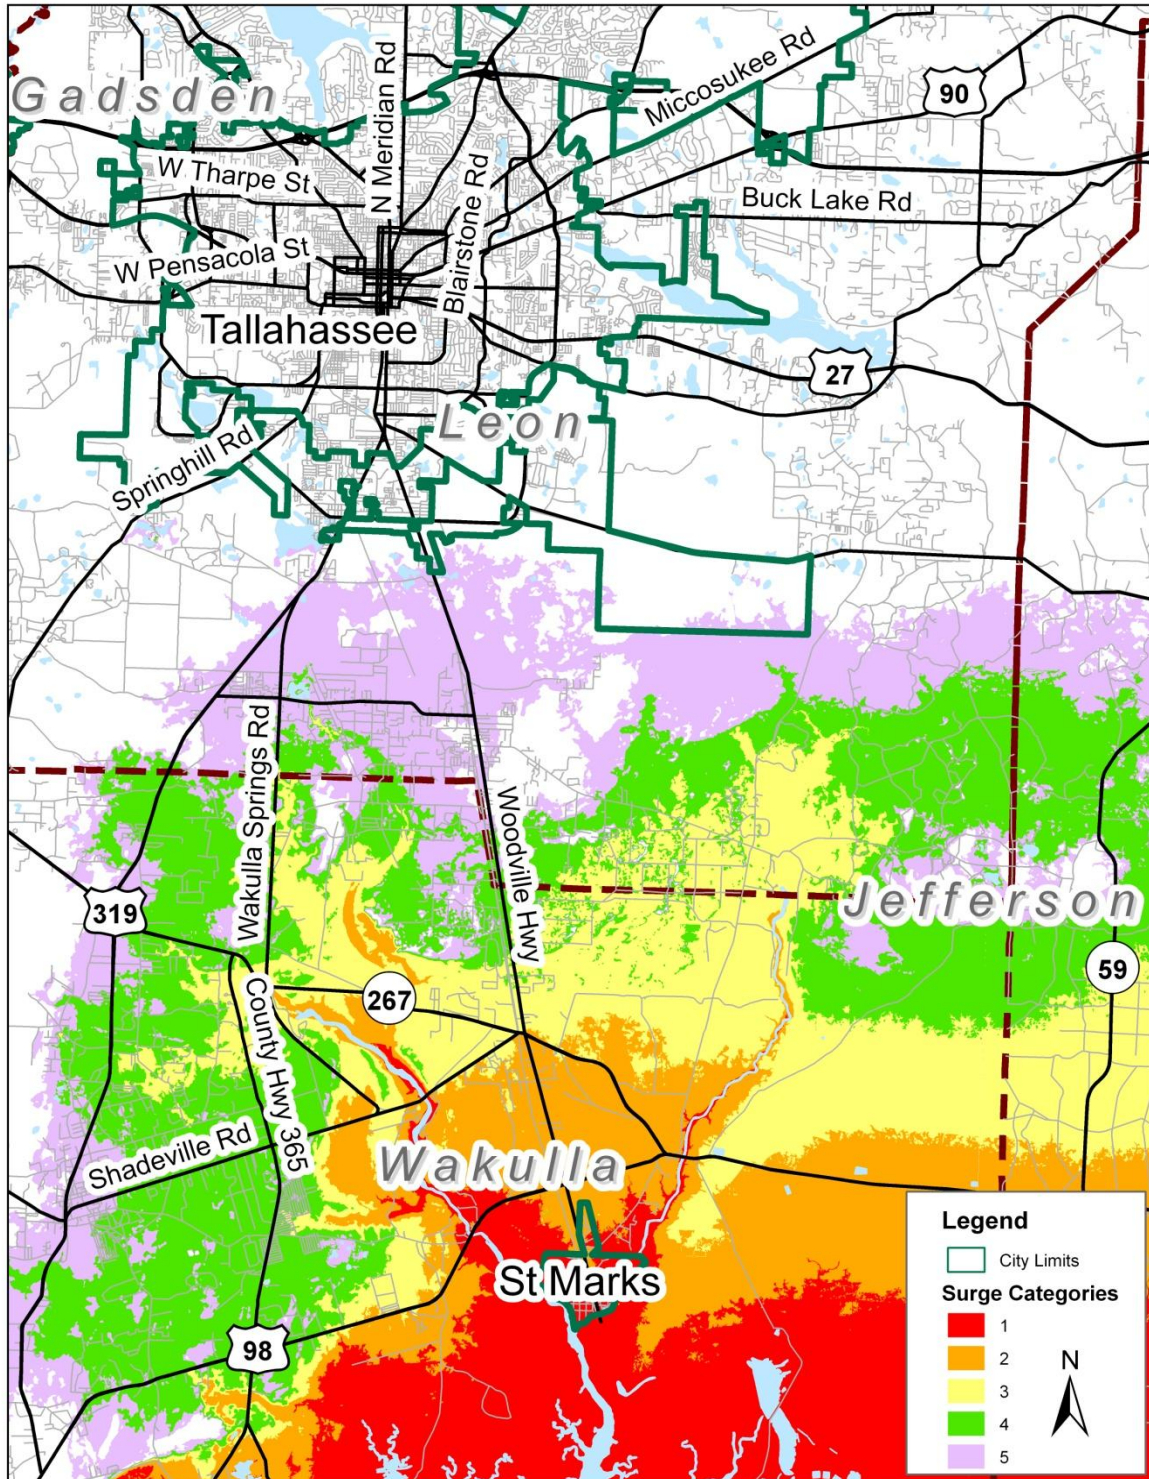 N Meridian Rd
Miccosukee Rd
Gadsden
90
W Tharpe St
Blairstone Rd
Buck Lake Rd
W Pensacola St
Tallahassee
27
Leon
Springhill Rd
Wakulla Springs Rd
Woodville Hwy
319
Jefferson
59
267
County Hwy 365
Shadeville Rd
Wakulla
St Marks
98
Legend
City Limits
Surge Categories
1
2
3
4
5
N